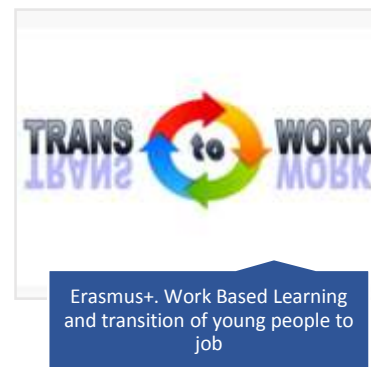 TRANS to WORK
Erasmus+. Work Based Learning
and transition of young people to
job